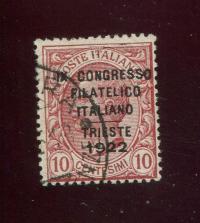 POSTE ITALIANE
IX CONGRESSO
FILATELICO
ITALIANO
TRIESTE
1922
10 CENTESIMI 10